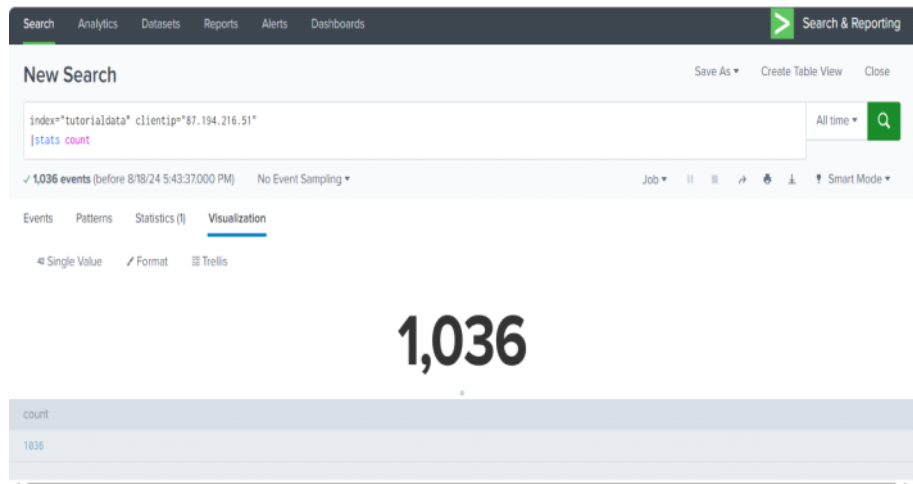 Search Analytics Datasets Reports Alerts Dashboards Search & Reporting
New Search Save As Create Table View Close
index="tutorialdata" clientip="87.194.216.51" All time
|stats count
✓ 1,036 events (before 8/18/24 5:43:37.000 PM) No Event Sampling Job Smart Mode
Events Patterns Statistics (1) Visualization
42 Single Value Format Trellis
1,036
count
1036